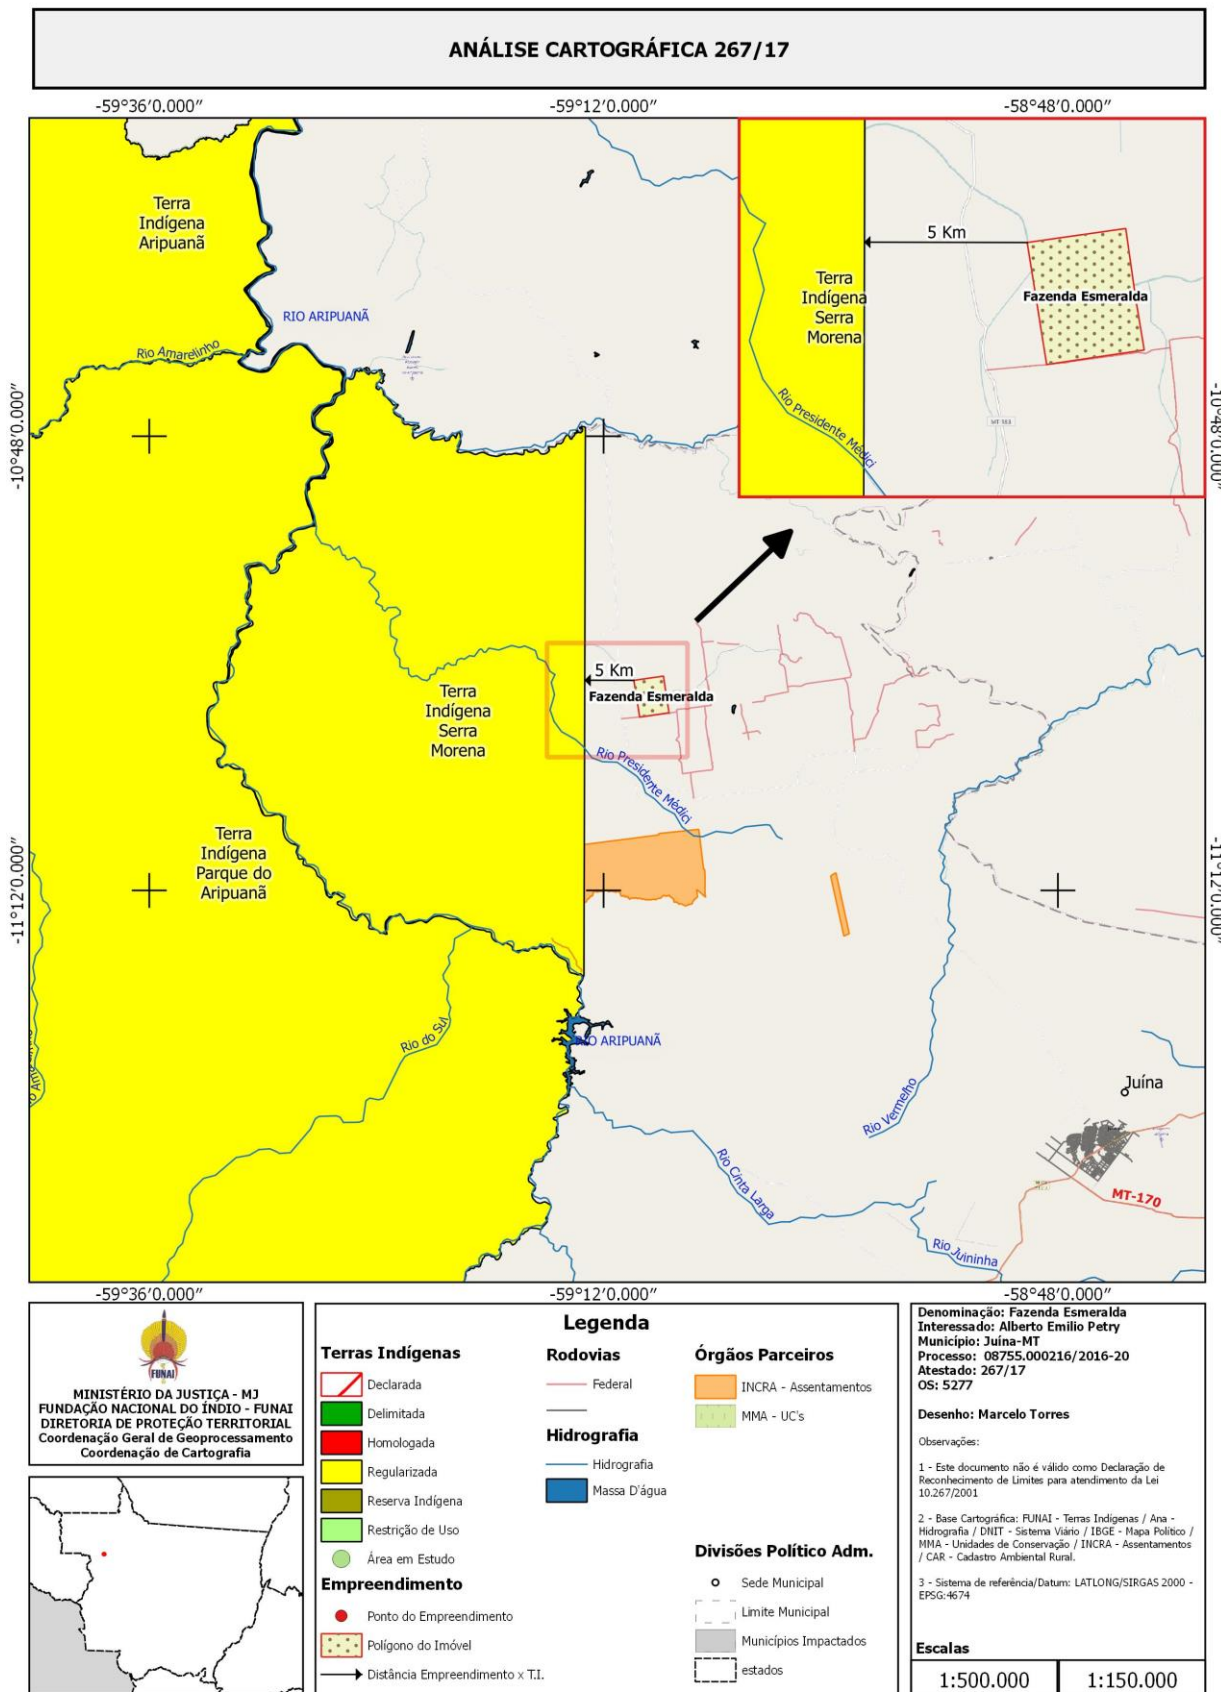 ANÁLISE CARTOGRÁFICA 267/17
-59°36'0.000"
-59°12'0.000"
-58°48'0.000"
Terra
Indígena
Aripuanã
RIO ARIPUANÃ
Rio Amarelinho
5 Km
Terra
Indígena
Serra
Morena
Fazenda Esmeralda
Rio Presidente Médici
-10°48'0.000"
-10°48'0.000"
5 Km
Fazenda Esmeralda
Terra
Indígena
Serra
Morena
Rio Presidente Médici
Terra
Indígena
Parque do
Aripuanã
-11°12'0.000"
-11°12'0.000"
Rio do Sul
RIO ARIPUANÃ
Rio Vermelho
Juína
Rio Cinta Larga
MT-170
Rio Juininha
-59°36'0.000"
-59°12'0.000"
-58°48'0.000"
FUNAI
MINISTÉRIO DA JUSTIÇA - MJ
FUNDAÇÃO NACIONAL DO ÍNDIO - FUNAI
DIRETORIA DE PROTEÇÃO TERRITORIAL
Coordenação Geral de Geoprocessamento
Coordenação de Cartografia
Legenda
Terras Indígenas
Declarada
Delimitada
Homologada
Regularizada
Reserva Indígena
Restrição de Uso
Área em Estudo
Empreendimento
Ponto do Empreendimento
Polígono do Imóvel
Distância Empreendimento x T.I.
Rodovias
Federal
Hidrografia
Hidrografia
Massa D'água
Órgãos Parceiros
INCRA - Assentamentos
MMA - UC's
Divisões Político Adm.
Sede Municipal
Limite Municipal
Municípios Impactados
estados
Denominação: Fazenda Esmeralda
Interessado: Alberto Emilio Petry
Município: Juína-MT
Processo: 08755.000216/2016-20
Atestado: 267/17
OS: 5277
Desenho: Marcelo Torres
Observações:
1 - Este documento não é válido como Declaração de
Reconhecimento de Limites para atendimento da Lei
10.267/2001
2 - Base Cartográfica: FUNAI - Terras Indígenas / Ana -
Hidrografia / DNIT - Sistema Viário / IBGE - Mapa Político /
MMA - Unidades de Conservação / INCRA - Assentamentos
/ CAR - Cadastro Ambiental Rural.
3 - Sistema de referência/Datum: LATLONG/SIRGAS 2000 -
EPSG:4674
Escalas
1:500.000
1:150.000